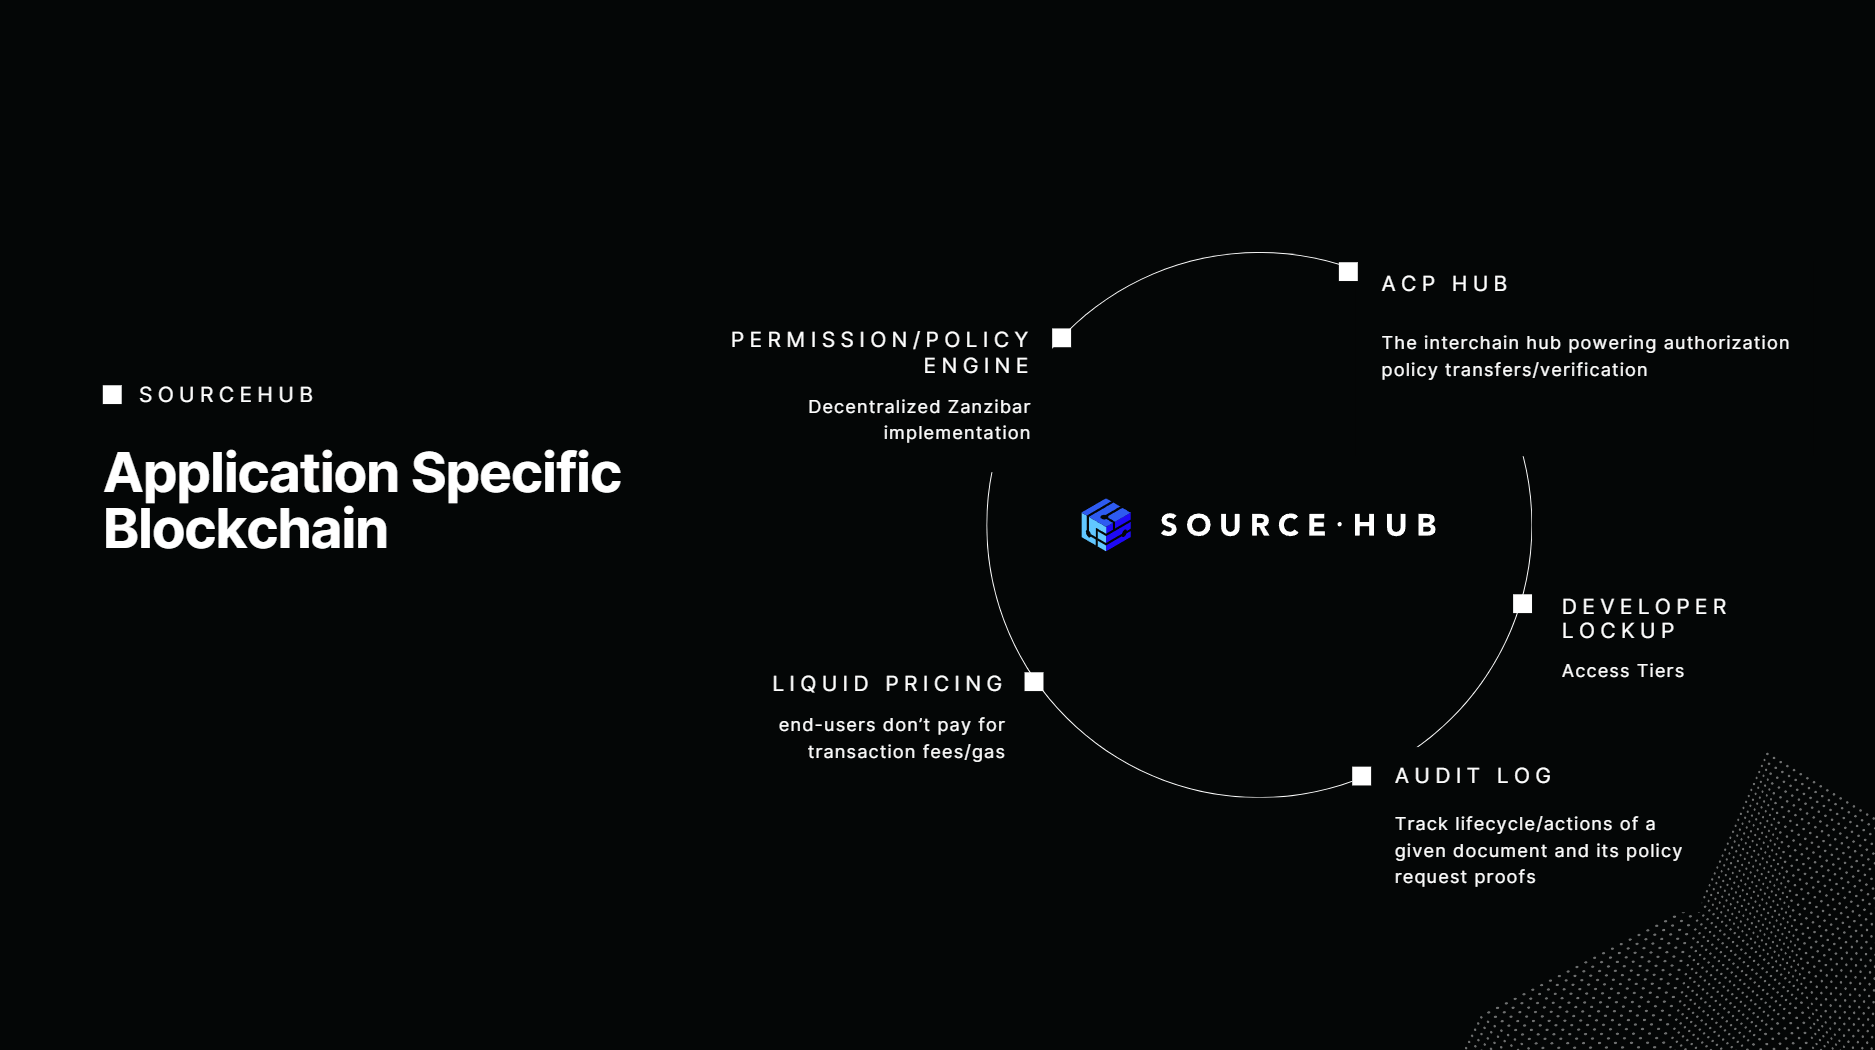 SOURCEHUB
Application Specific
Blockchain
PERMISSION/POLICY
ENGINE
Decentralized Zanzibar
implementation
ACP HUB
The interchain hub powering authorization
policy transfers/verification
SOURCE·HUB
LIQUID PRICING
end-users don’t pay for
transaction fees/gas
DEVELOPER
LOCKUP
Access Tiers
AUDIT LOG
Track lifecycle/actions of a
given document and its policy
request proofs